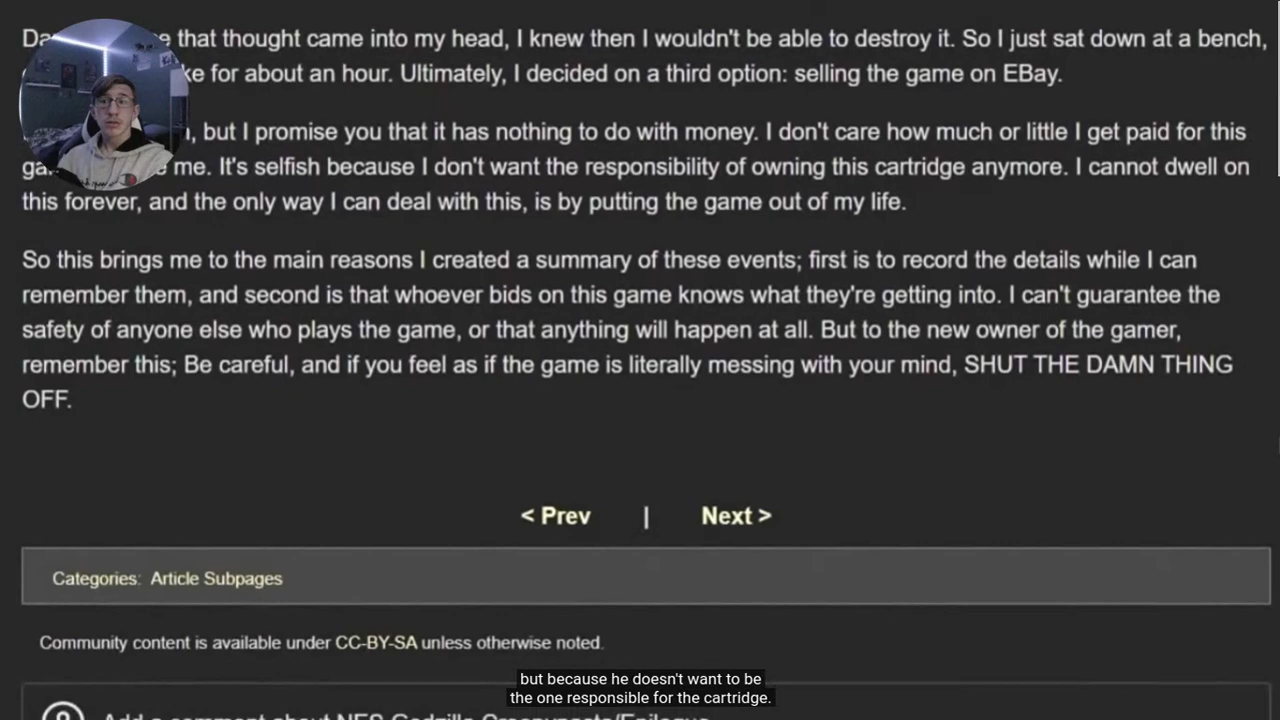 that thought came into my head, I knew then I wouldn't be able to destroy it. So I just sat down at a bench,
for about an hour. Ultimately, I decided on a third option: selling the game on EBay.
but I promise you that it has nothing to do with money. I don't care how much or little I get paid for this
me. It's selfish because I don't want the responsibility of owning this cartridge anymore. I cannot dwell on
this forever, and the only way I can deal with this, is by putting the game out of my life.
So this brings me to the main reasons I created a summary of these events; first is to record the details while I can
remember them, and second is that whoever bids on this game knows what they're getting into. I can't guarantee the
safety of anyone else who plays the game, or that anything will happen at all. But to the new owner of the gamer,
remember this; Be careful, and if you feel as if the game is literally messing with your mind, SHUT THE DAMN THING
OFF.
< Prev | Next >
Categories: Article Subpages
Community content is available under CC-BY-SA unless otherwise noted.
but because he doesn't want to be
the one responsible for the cartridge.
Add a comment about NES Godzilla Creepypasta/Epilogue